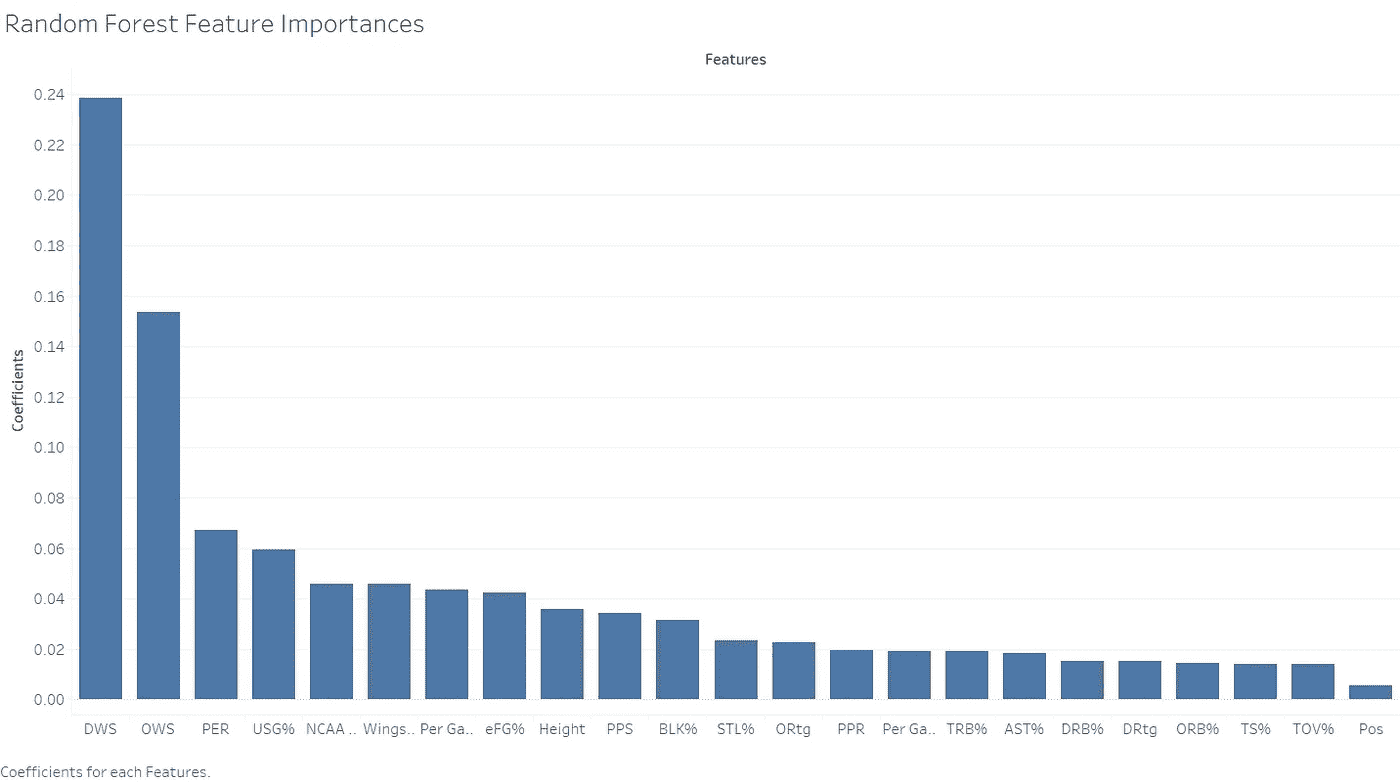 Random Forest Feature Importances
Features
Coefficients
0.24
0.22
0.20
0.18
0.16
0.14
0.12
0.10
0.08
0.06
0.04
0.02
0.00
DWS OWS PER USG% NCAA .. Wings.. Per Ga.. eFG% Height PPS BLK% STL% ORtg PPR Per Ga.. TRB% AST% DRB% DRtg ORB% TS% TOV% Pos
Coefficients for each Features.